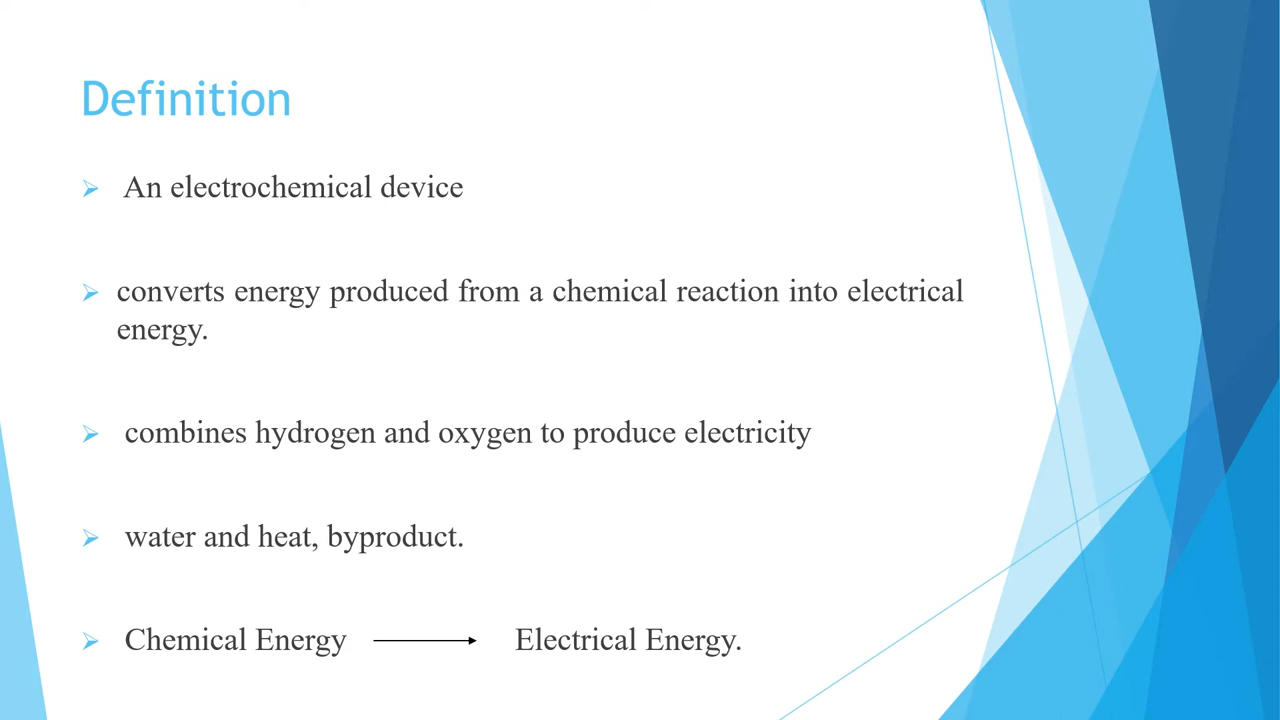 Definition
An electrochemical device
converts energy produced from a chemical reaction into electrical
energy.
combines hydrogen and oxygen to produce electricity
water and heat, byproduct.
Chemical Energy Electrical Energy.